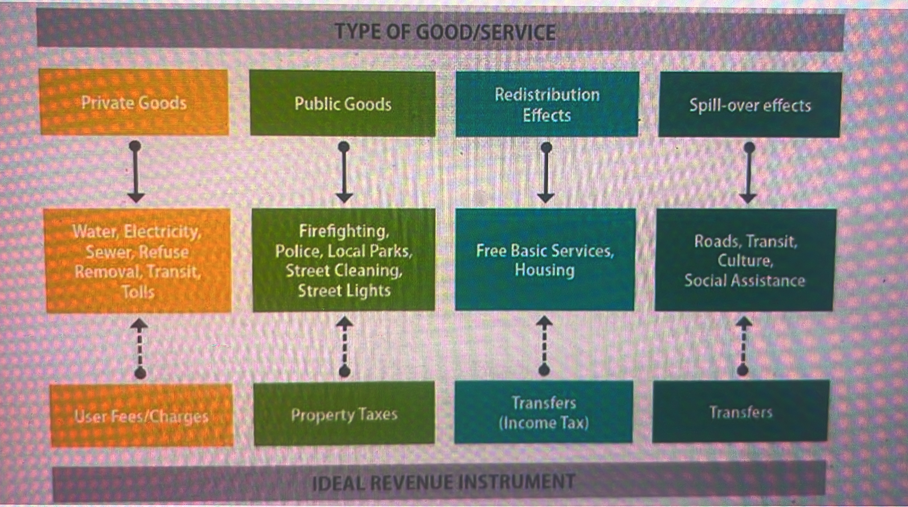 TYPE OF GOOD/SERVICE
Private Goods
Public Goods
Redistribution
Effects
Spill-over effects
Water, Electricity,
Sewer, Refuse
Removal, Transit,
Tolls
Firefighting,
Police, Local Parks,
Street Cleaning,
Street Lights
Free Basic Services,
Housing
Roads, Transit,
Culture,
Social Assistance
User Fees/Charges
Property Taxes
Transfers
(Income Tax)
Transfers
IDEAL REVENUE INSTRUMENT